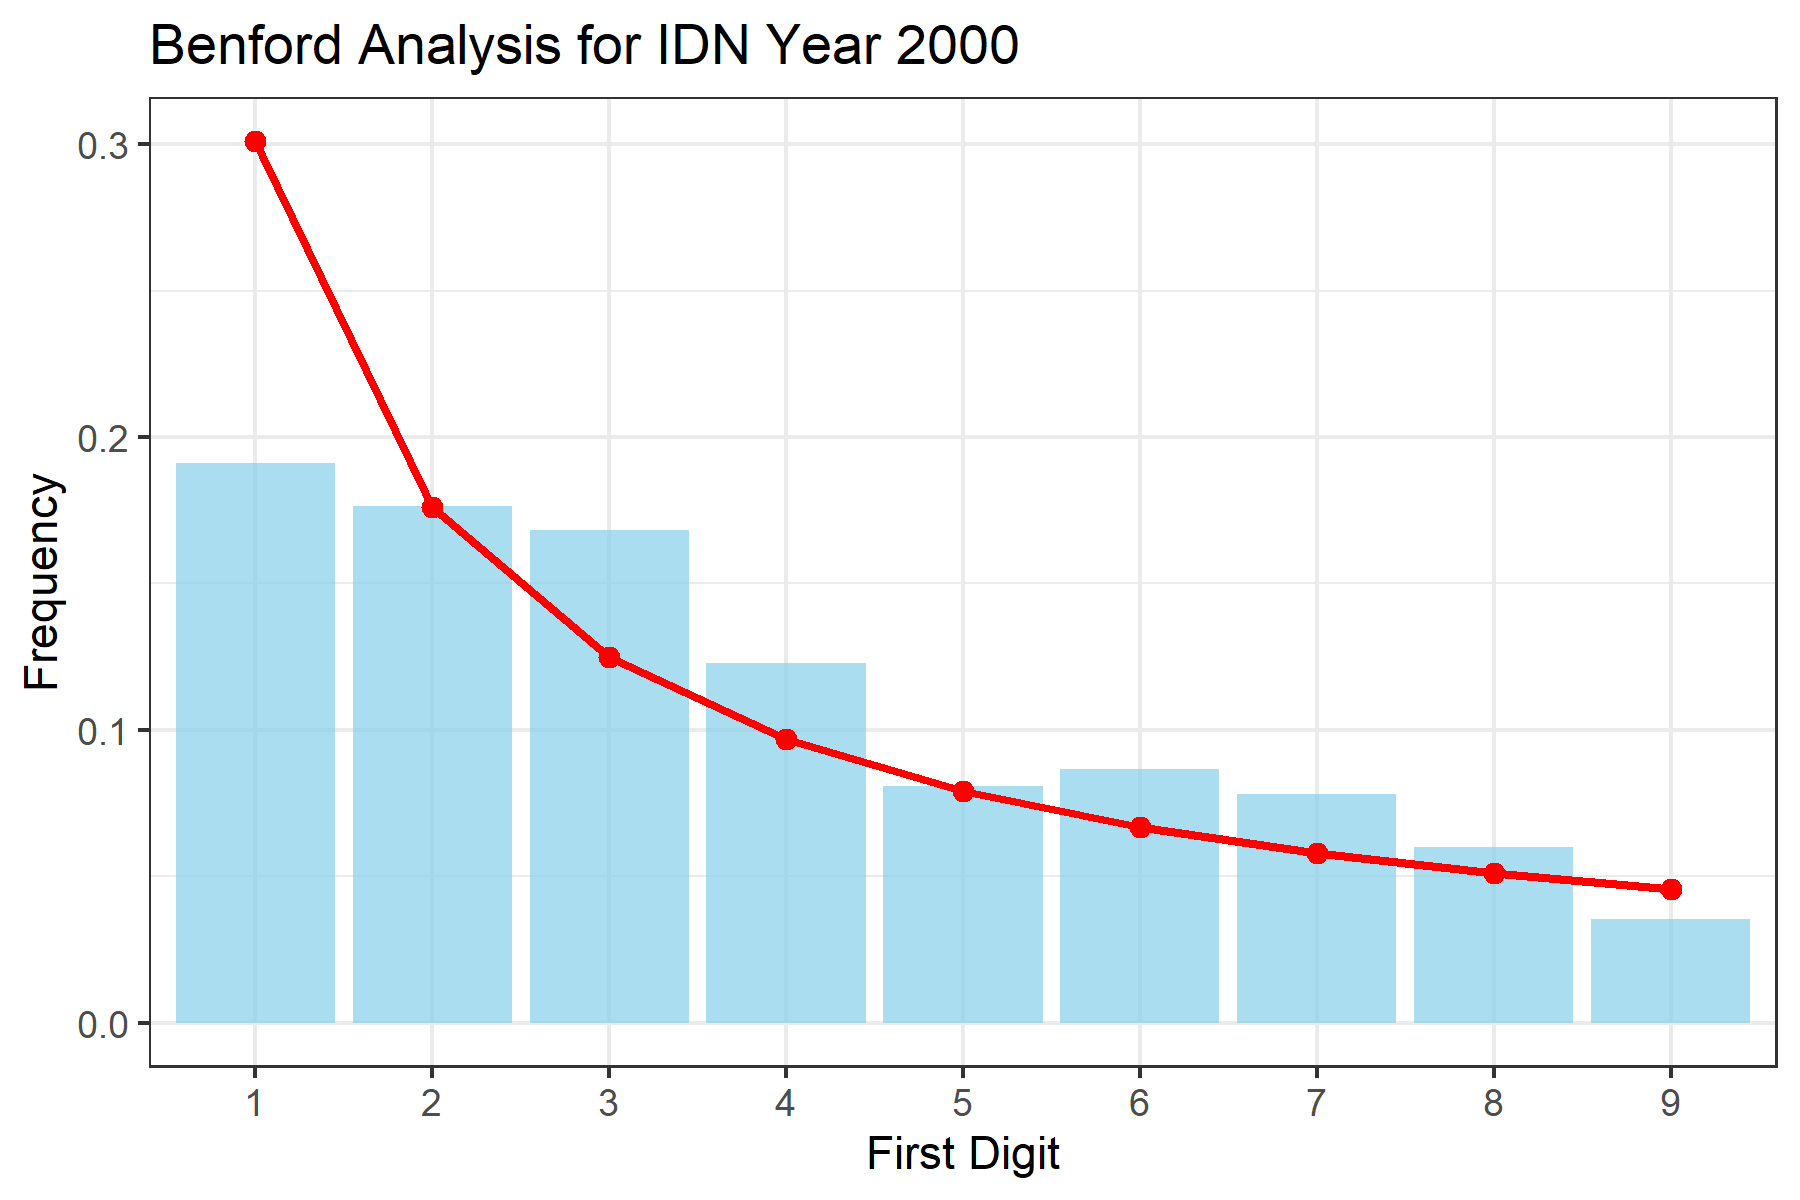 Benford Analysis for IDN Year 2000
Frequency
0.3
0.2
0.1
0.0
1 2 3 4 5 6 7 8 9
First Digit